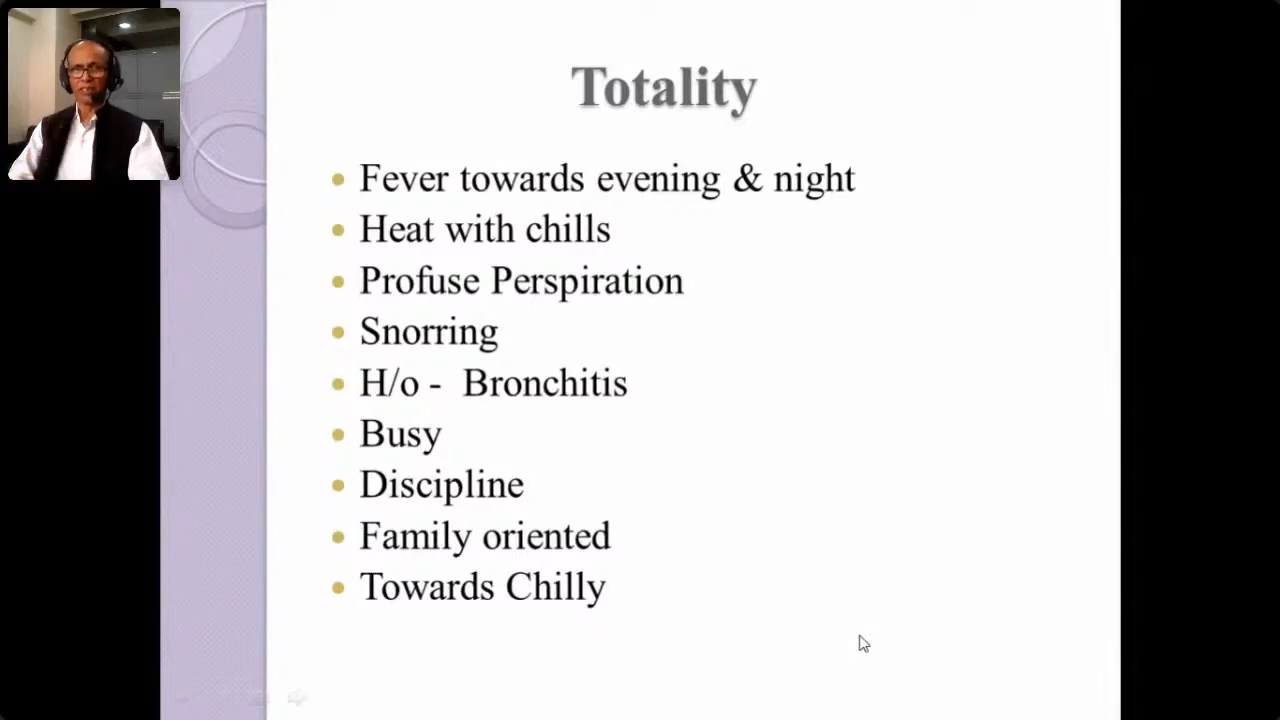 Totality
Fever towards evening & night
Heat with chills
Profuse Perspiration
Snorring
H/o - Bronchitis
Busy
Discipline
Family oriented
Towards Chilly